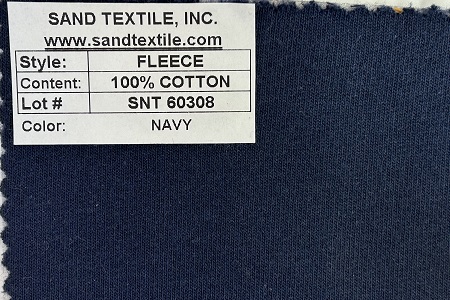 SAND TEXTILE, INC.
www.sandtextile.com
Style: FLEECE
Content: 100% COTTON
Lot # SNT 60308
Color: NAVY